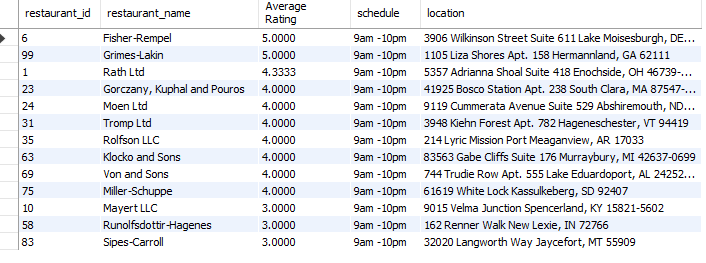 restaurant_id restaurant_name Average Rating schedule location
6 Fisher-Rempel 5.0000 9am -10pm 3906 Wilkinson Street Suite 611 Lake Moisesburgh, DE...
99 Grimes-Lakin 5.0000 9am -10pm 1105 Liza Shores Apt. 158 Hermannland, GA 62111
1 Rath Ltd 4.3333 9am -10pm 5357 Adrianna Shoal Suite 418 Enochside, OH 46739-...
23 Gorczany, Kuphal and Pouros 4.0000 9am -10pm 41925 Bosco Station Apt. 238 South Clara, MA 87547-...
24 Moen Ltd 4.0000 9am -10pm 9119 Cummerata Avenue Suite 529 Abshiremouth, ND...
31 Tromp Ltd 4.0000 9am -10pm 3948 Kiehn Forest Apt. 782 Hageneschester, VT 94419
35 Rolfson LLC 4.0000 9am -10pm 214 Lyric Mission Port Meaganview, AR 17033
63 Klocko and Sons 4.0000 9am -10pm 83563 Gabe Cliffs Suite 176 Murraybury, MI 42637-0699
69 Von and Sons 4.0000 9am -10pm 744 Trudie Row Apt. 555 Lake Eduardoport, AL 24252...
75 Miller-Schuppe 4.0000 9am -10pm 61619 White Lock Kassulkeberg, SD 92407
10 Mayert LLC 3.0000 9am -10pm 9015 Velma Junction Spencerland, KY 15821-5602
58 Runolfsdottir-Hagenes 3.0000 9am -10pm 162 Renner Walk New Lexie, IN 72766
83 Sipes-Carroll 3.0000 9am -10pm 32020 Langworth Way Jaycefort, MT 55909